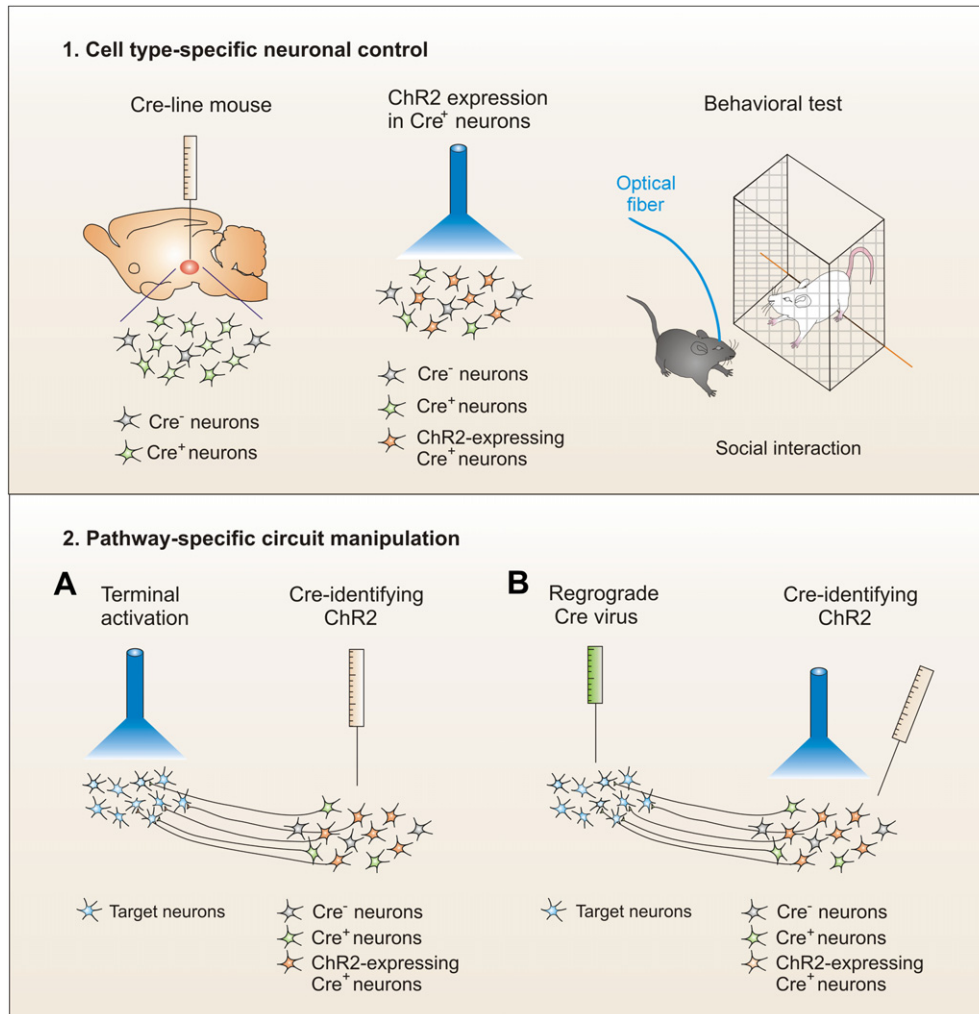 1. Cell type-specific neuronal control
Cre-line mouse
ChR2 expression
in Cre⁺ neurons
Behavioral test
Optical
fiber
Cre⁻ neurons
Cre⁺ neurons
Cre⁻ neurons
Cre⁺ neurons
ChR2-expressing
Cre⁺ neurons
Social interaction
2. Pathway-specific circuit manipulation
A
Terminal
activation
Cre-identifying
ChR2
Target neurons
Cre⁻ neurons
Cre⁺ neurons
ChR2-expressing
Cre⁺ neurons
B
Regrograde
Cre virus
Cre-identifying
ChR2
Target neurons
Cre⁻ neurons
Cre⁺ neurons
ChR2-expressing
Cre⁺ neurons